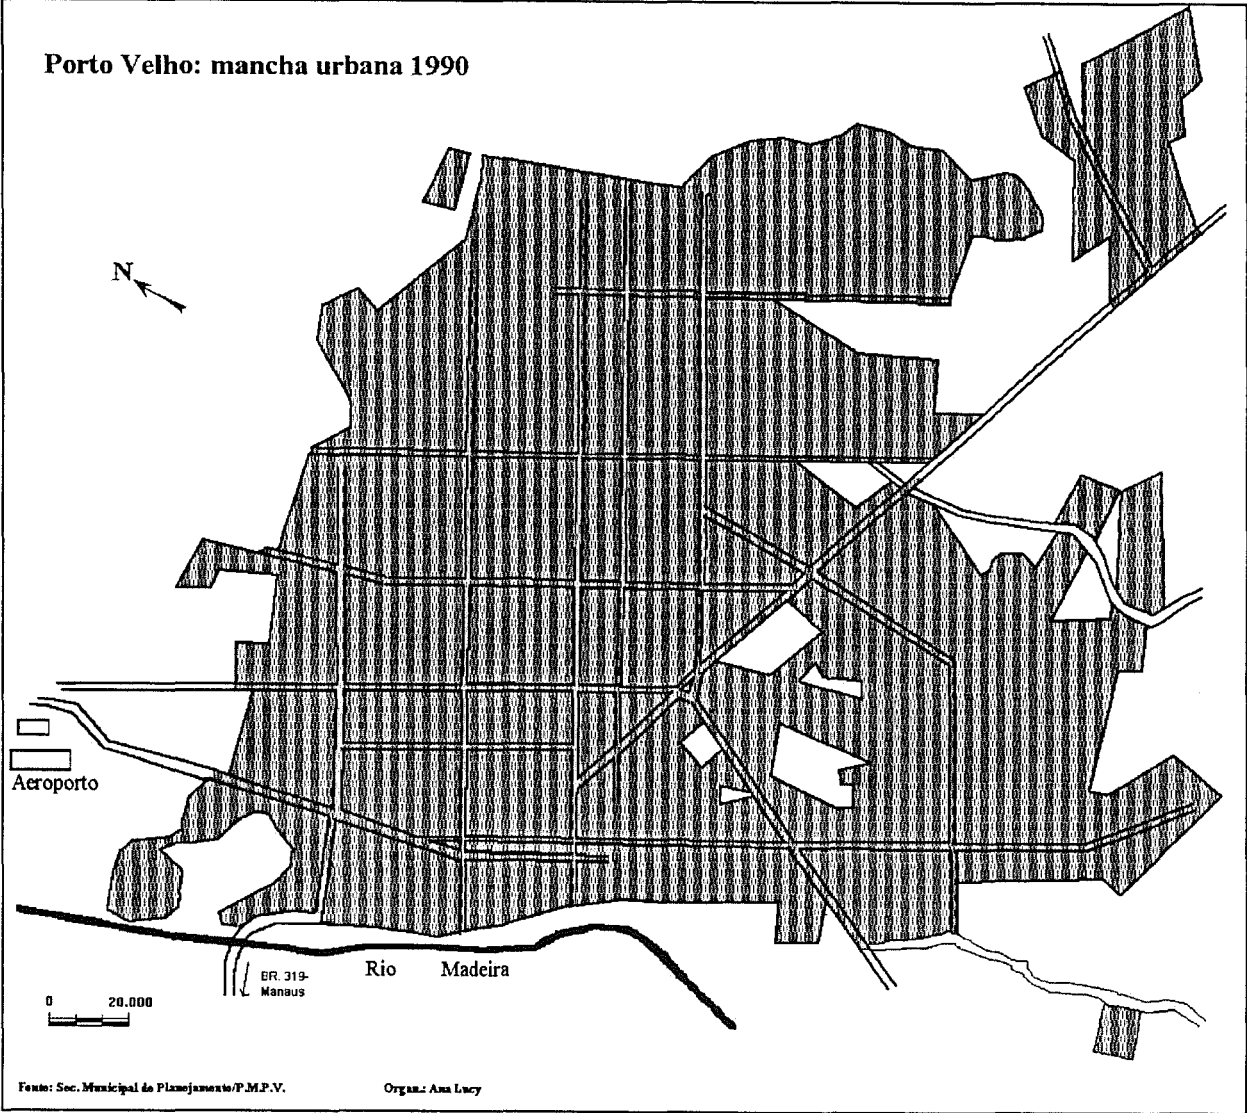 Porto Velho: mancha urbana 1990
N
Aeroporto
Rio Madeira
BR. 319-
Manaus
0 20.000
Fonte: Sec. Municipal de Planejamento/P.M.P.V. Organ.: Ana Lucy